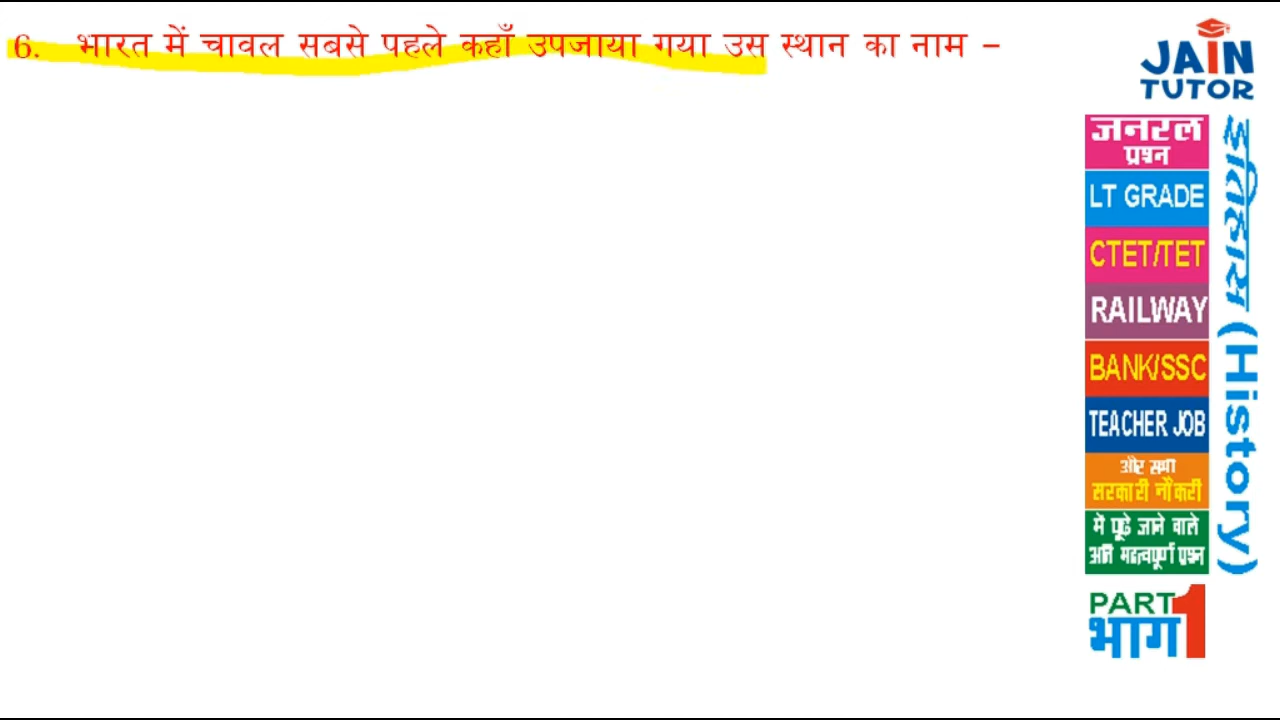 6. भारत में चावल सबसे पहले कहाँ उपजाया गया उस स्थान का नाम –
JAIN
TUTOR
जनरल
प्रश्न
LT GRADE
CTET/TET
RAILWAY
BANK/SSC
TEACHER JOB
और सभी
सरकारी नौकरी
में पूछे जाने वाले
अति महत्वपूर्ण प्रश्न
इतिहास (History)
PART 1
भाग